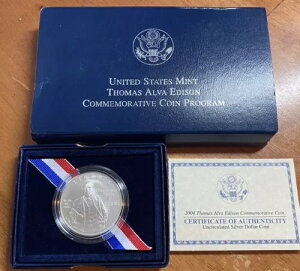 UNITED STATES MINT
THOMAS ALVA EDISON
COMMEMORATIVE COIN PROGRAM
2004 Thomas Alva Edison Commemorative Coin
CERTIFICATE OF AUTHENTICITY
Uncirculated Silver Dollar Coin